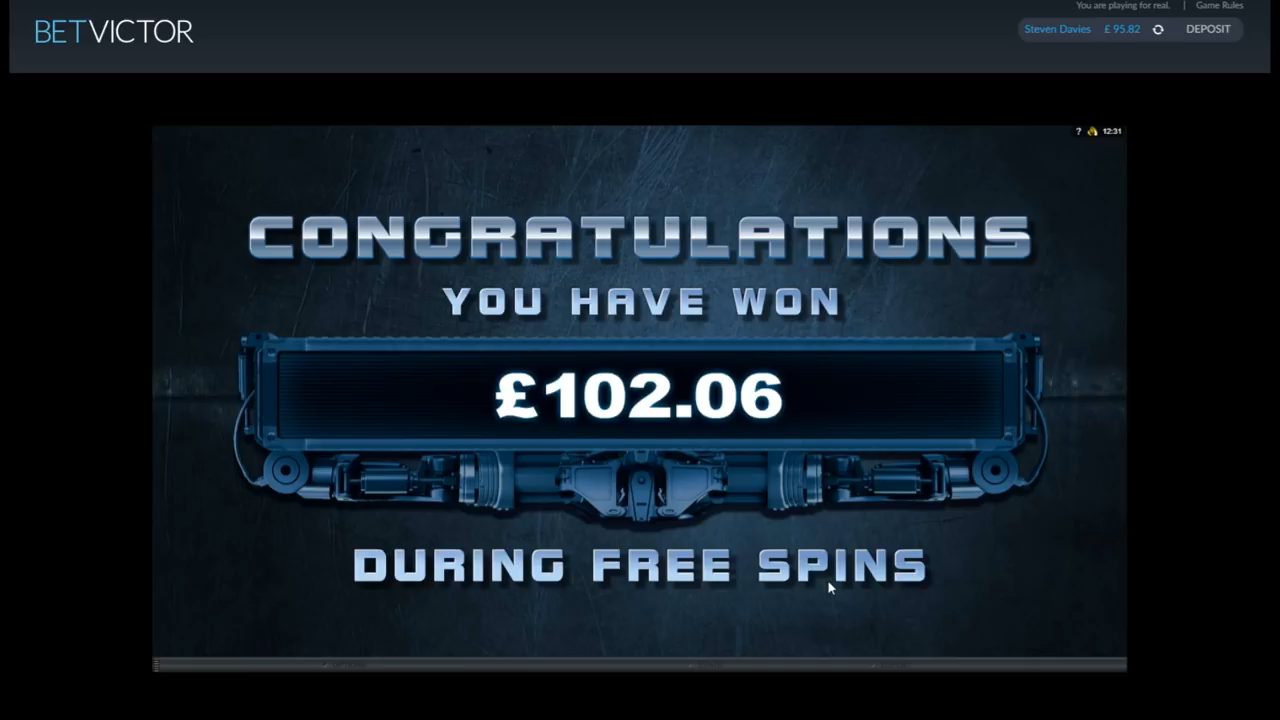 You are playing for real. | Game Rules
BETVICTOR
Steven Davies £ 95.82 DEPOSIT
? 12:31
CONGRATULATIONS
YOU HAVE WON
£102.06
DURING FREE SPINS